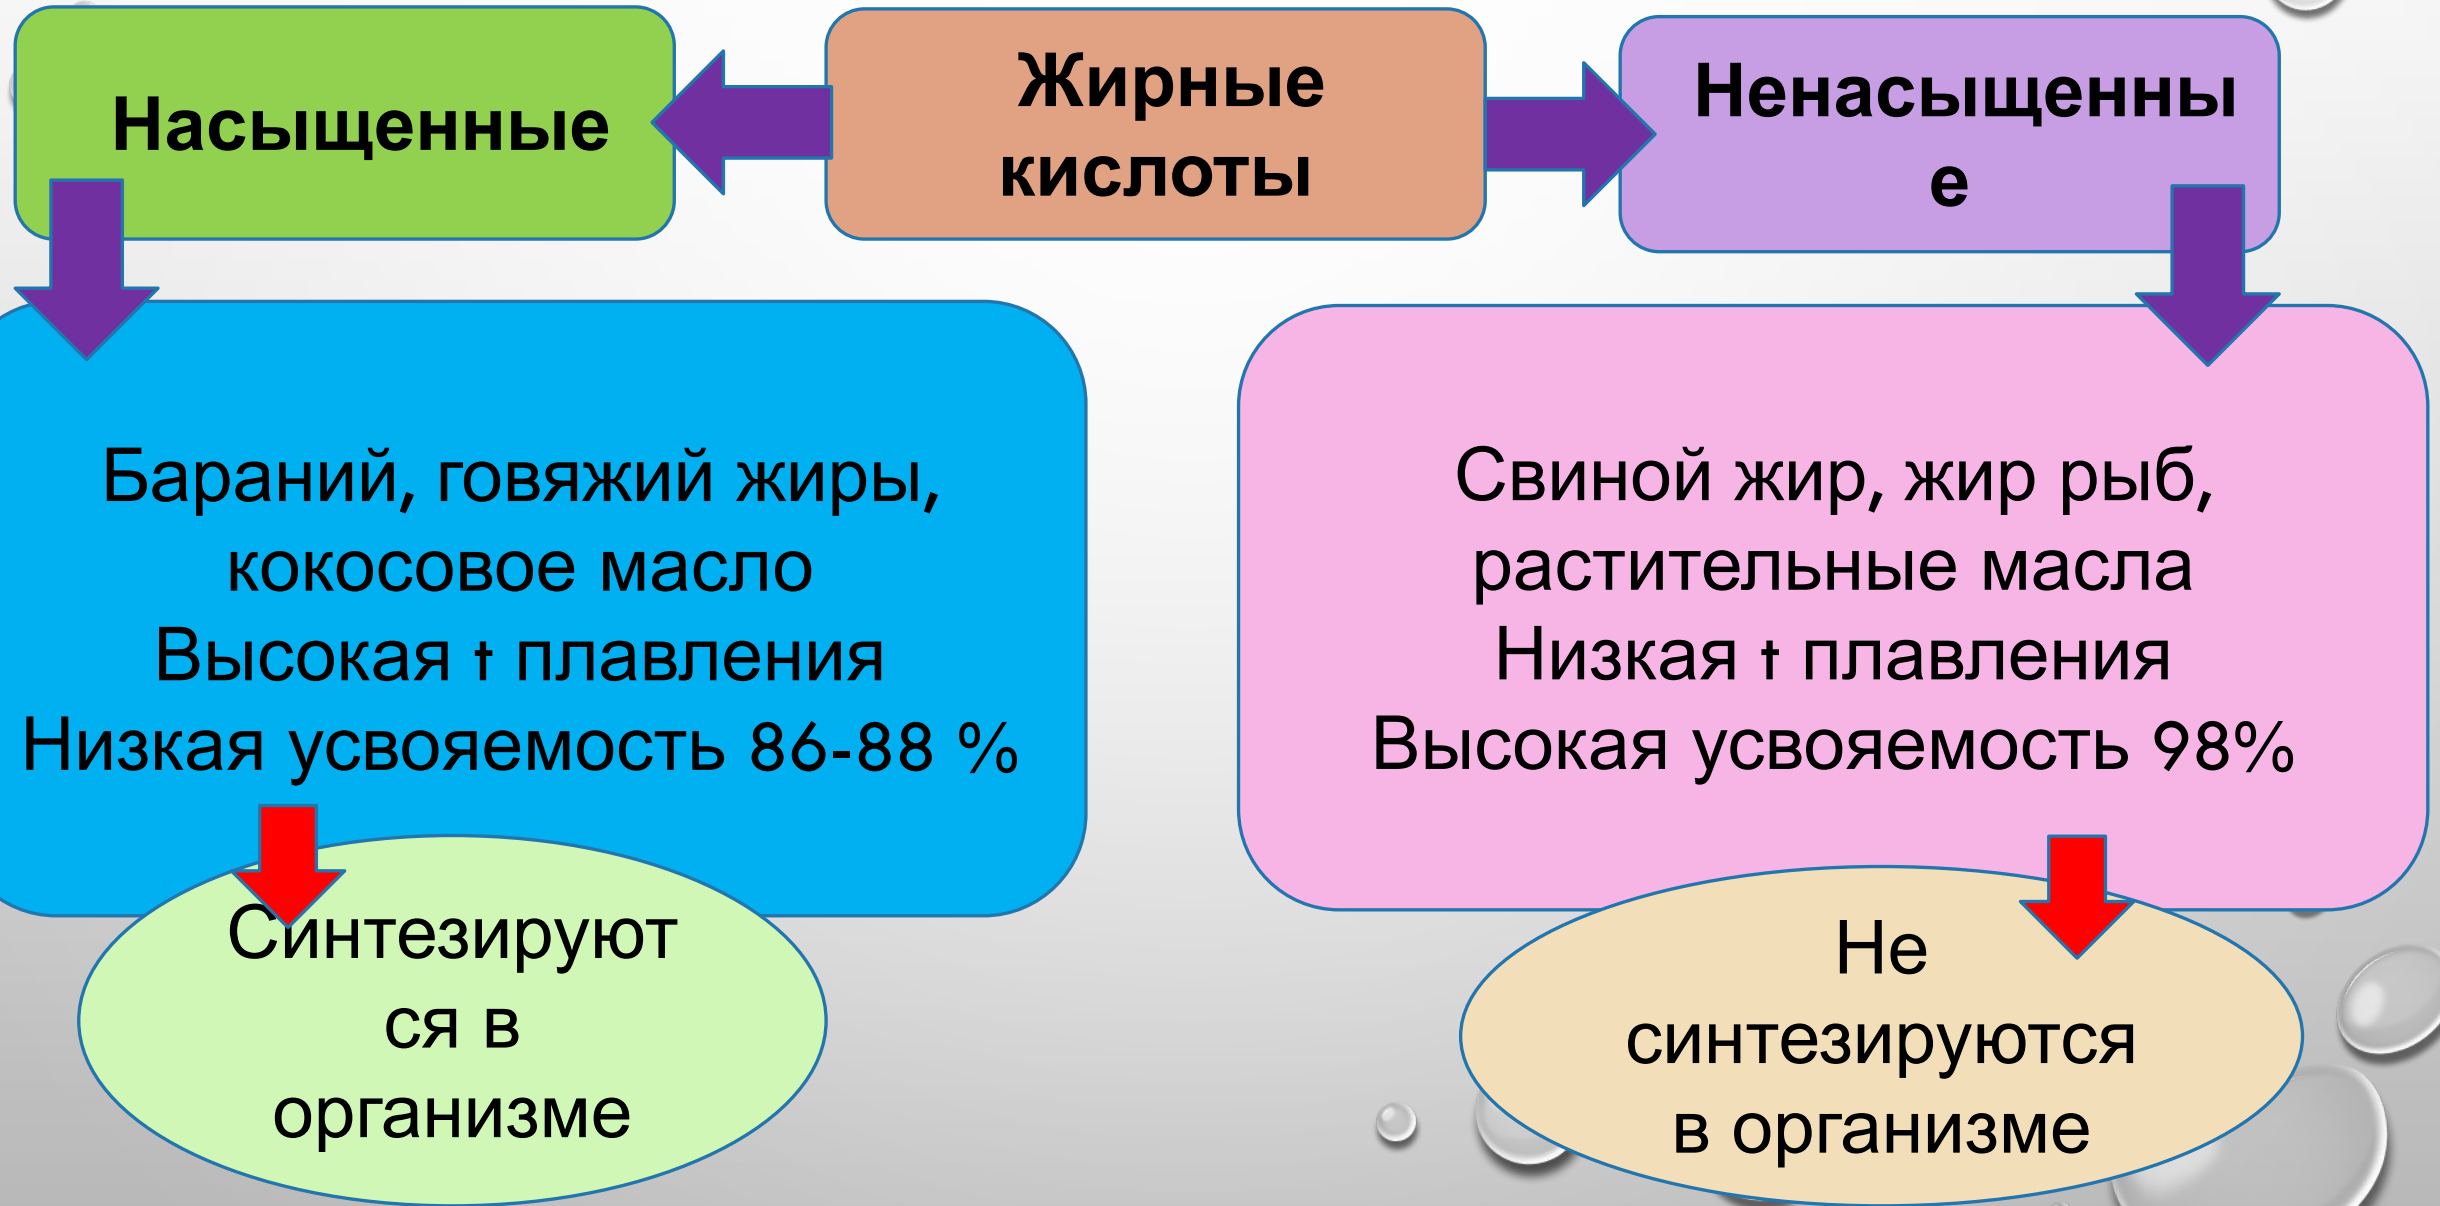 Насыщенные
Жирные
кислоты
Ненасыщенны
е
Бараний, говяжий жиры,
кокосовое масло
Высокая t плавления
Низкая усвояемость 86-88 %
Свиной жир, жир рыб,
растительные масла
Низкая t плавления
Высокая усвояемость 98%
Синтезируют
ся в
организме
Не
синтезируются
в организме